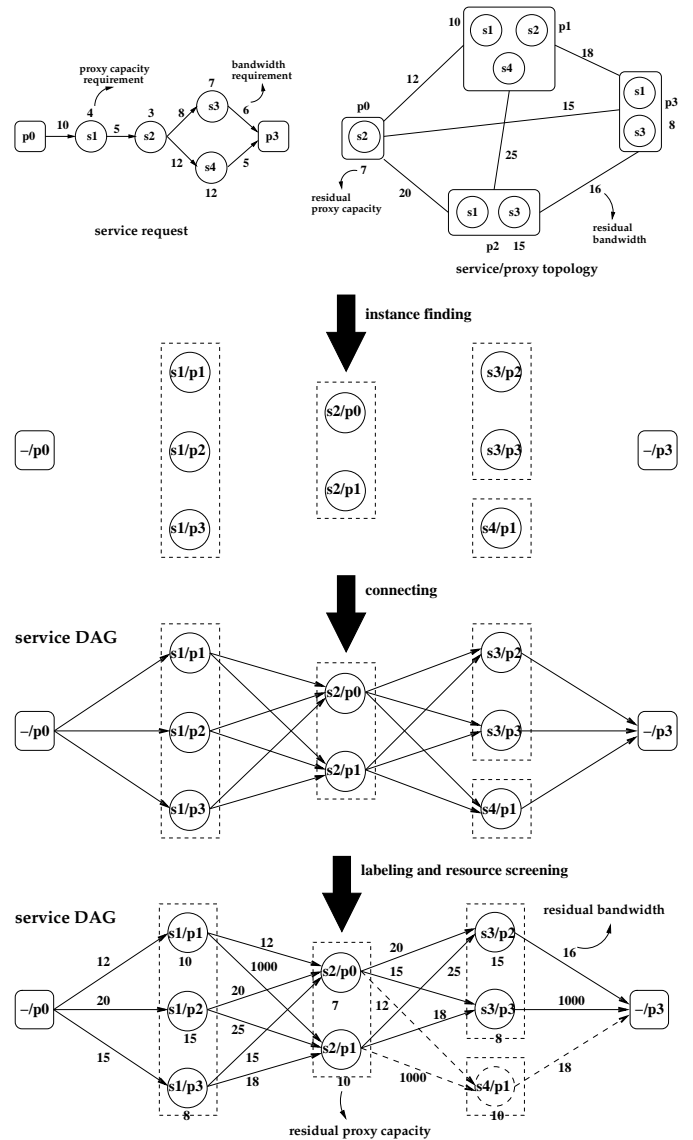 proxy capacity
requirement
bandwidth
requirement
p0
10
4
s1
5
3
s2
8
7
s3
6
12
s4
12
5
p3
service request
10
s1
s2
p1
s4
12
18
p0
s2
7
15
s1
s3
p3
8
25
20
16
residual
proxy capacity
s1
s3
p2
15
residual
bandwidth
service/proxy topology
instance finding
−/p0
s1/p1
s1/p2
s1/p3
s2/p0
s2/p1
s3/p2
s3/p3
s4/p1
−/p3
connecting
service DAG
−/p0
s1/p1
s1/p2
s1/p3
s2/p0
s2/p1
s3/p2
s3/p3
s4/p1
−/p3
labeling and resource screening
service DAG
residual bandwidth
−/p0
12
20
15
s1/p1
10
s1/p2
15
s1/p3
8
12
1000
20
25
15
18
s2/p0
7
s2/p1
10
20
15
12
25
18
1000
s3/p2
15
s3/p3
8
s4/p1
10
16
1000
18
−/p3
residual proxy capacity